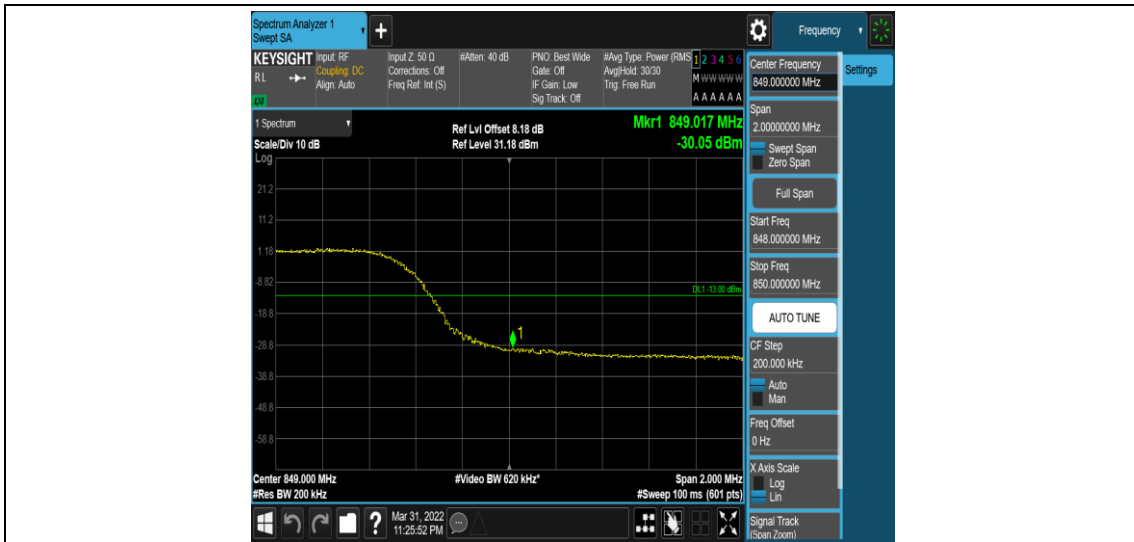 Spectrum Analyzer 1
Swept SA
Frequency
KEYSIGHT
RL
LXI
Input: RF
Coupling: DC
Align: Auto
Input Z: 50 Ω
Corrections: Off
Freq Ref: Int (S)
#Atten: 40 dB
PNO: Best Wide
Gate: Off
IF Gain: Low
Sig Track: Off
#Avg Type: Power (RMS
Avg|Hold: 30/30
Trig: Free Run
1 2 3 4 5 6
M W W W W W
A A A A A A
1 Spectrum
Scale/Div 10 dB
Log
Ref Lvl Offset 8.18 dB
Ref Level 31.18 dBm
Mkr1 849.017 MHz
-30.05 dBm
21.2
11.2
1.18
-8.82
-18.8
-28.8
-38.8
-48.8
-58.8
DL1 -13.00 dBm
1
Center 849.000 MHz
#Res BW 200 kHz
#Video BW 620 kHz*
Span 2.000 MHz
#Sweep 100 ms (601 pts)
Center Frequency
849.000000 MHz
Settings
Span
2.00000000 MHz
Swept Span
Zero Span
Full Span
Start Freq
848.000000 MHz
Stop Freq
850.000000 MHz
AUTO TUNE
CF Step
200.000 kHz
Auto
Man
Freq Offset
0 Hz
X Axis Scale
Log
Lin
Signal Track
(Span Zoom)
?
Mar 31, 2022
11:25:52 PM